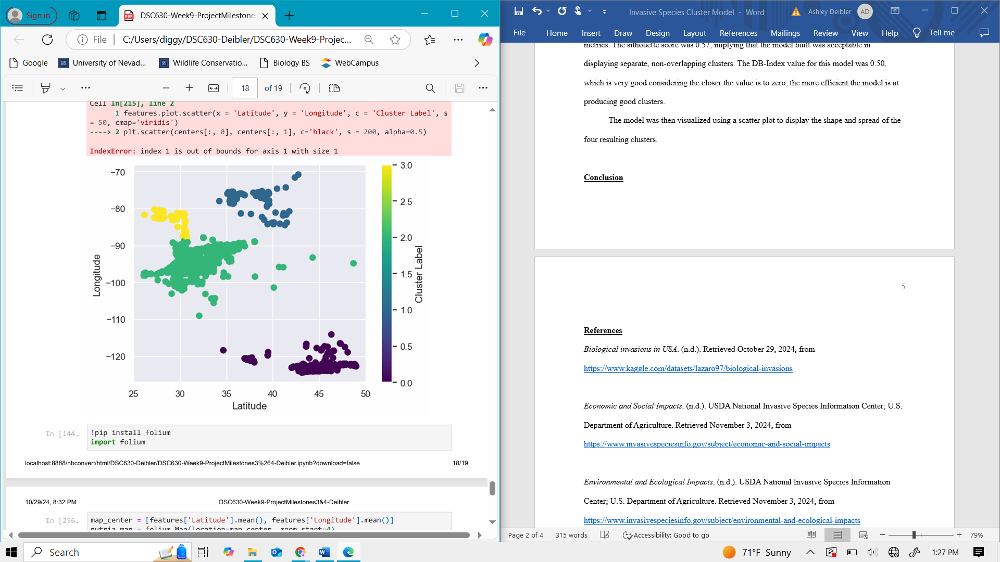 Sign in
DSC630-Week9-ProjectMilestone
File
C:/Users/diggy/DSC630-Deibler/DSC630-Week9-Projec...
Google
University of Nevad...
Wildlife Conservatio...
Biology BS
WebCampus
18
of 19
Cell In[215], line 2
1 features.plot.scatter(x = 'Latitude', y = 'Longitude', c = 'Cluster Label', s
= 50, cmap='viridis')
----> 2 plt.scatter(centers[:, 0], centers[:, 1], c='black', s = 200, alpha=0.5)
IndexError: index 1 is out of bounds for axis 1 with size 1
−70
−80
−90
−100
−110
−120
Longitude
25 30 35 40 45 50
Latitude
3.0
2.5
2.0
1.5
1.0
0.5
0.0
Cluster Label
In [144...
!pip install folium
import folium
localhost:8888/nbconvert/html/DSC630-Deibler/DSC630-Week9-ProjectMilestones3%264-Deibler.ipynb?download=false
18/19
10/29/24, 8:32 PM
DSC630-Week9-ProjectMilestones3&4-Deibler
In [256...
map_center = [features['Latitude'].mean(), features['Longitude'].mean()]
nutria_map = folium.Map(location=map_center, zoom_start=4)
Invasive Species Cluster Model - Word
Ashley Deibler
AD
File Home Insert Draw Design Layout References Mailings Review View Help Tell me
metrics. The silhouette score was 0.57, implying that the model built was acceptable in
displaying separate, non-overlapping clusters. The DB-Index value for this model was 0.50,
which is very good considering the closer the value is to zero, the more efficient the model is at
producing good clusters.
The model was then visualized using a scatter plot to display the shape and spread of the
four resulting clusters.
Conclusion
5
References
Biological invasions in USA. (n.d.). Retrieved October 29, 2024, from
https://www.kaggle.com/datasets/lazaro97/biological-invasions
Economic and Social Impacts. (n.d.). USDA National Invasive Species Information Center; U.S.
Department of Agriculture. Retrieved November 3, 2024, from
https://www.invasivespeciesinfo.gov/subject/economic-and-social-impacts
Environmental and Ecological Impacts. (n.d.). USDA National Invasive Species Information
Center; U.S. Department of Agriculture. Retrieved November 3, 2024, from
https://www.invasivespeciesinfo.gov/subject/environmental-and-ecological-impacts
Page 2 of 4
315 words
Accessibility: Good to go
79%
Search
71°F Sunny
1:27 PM